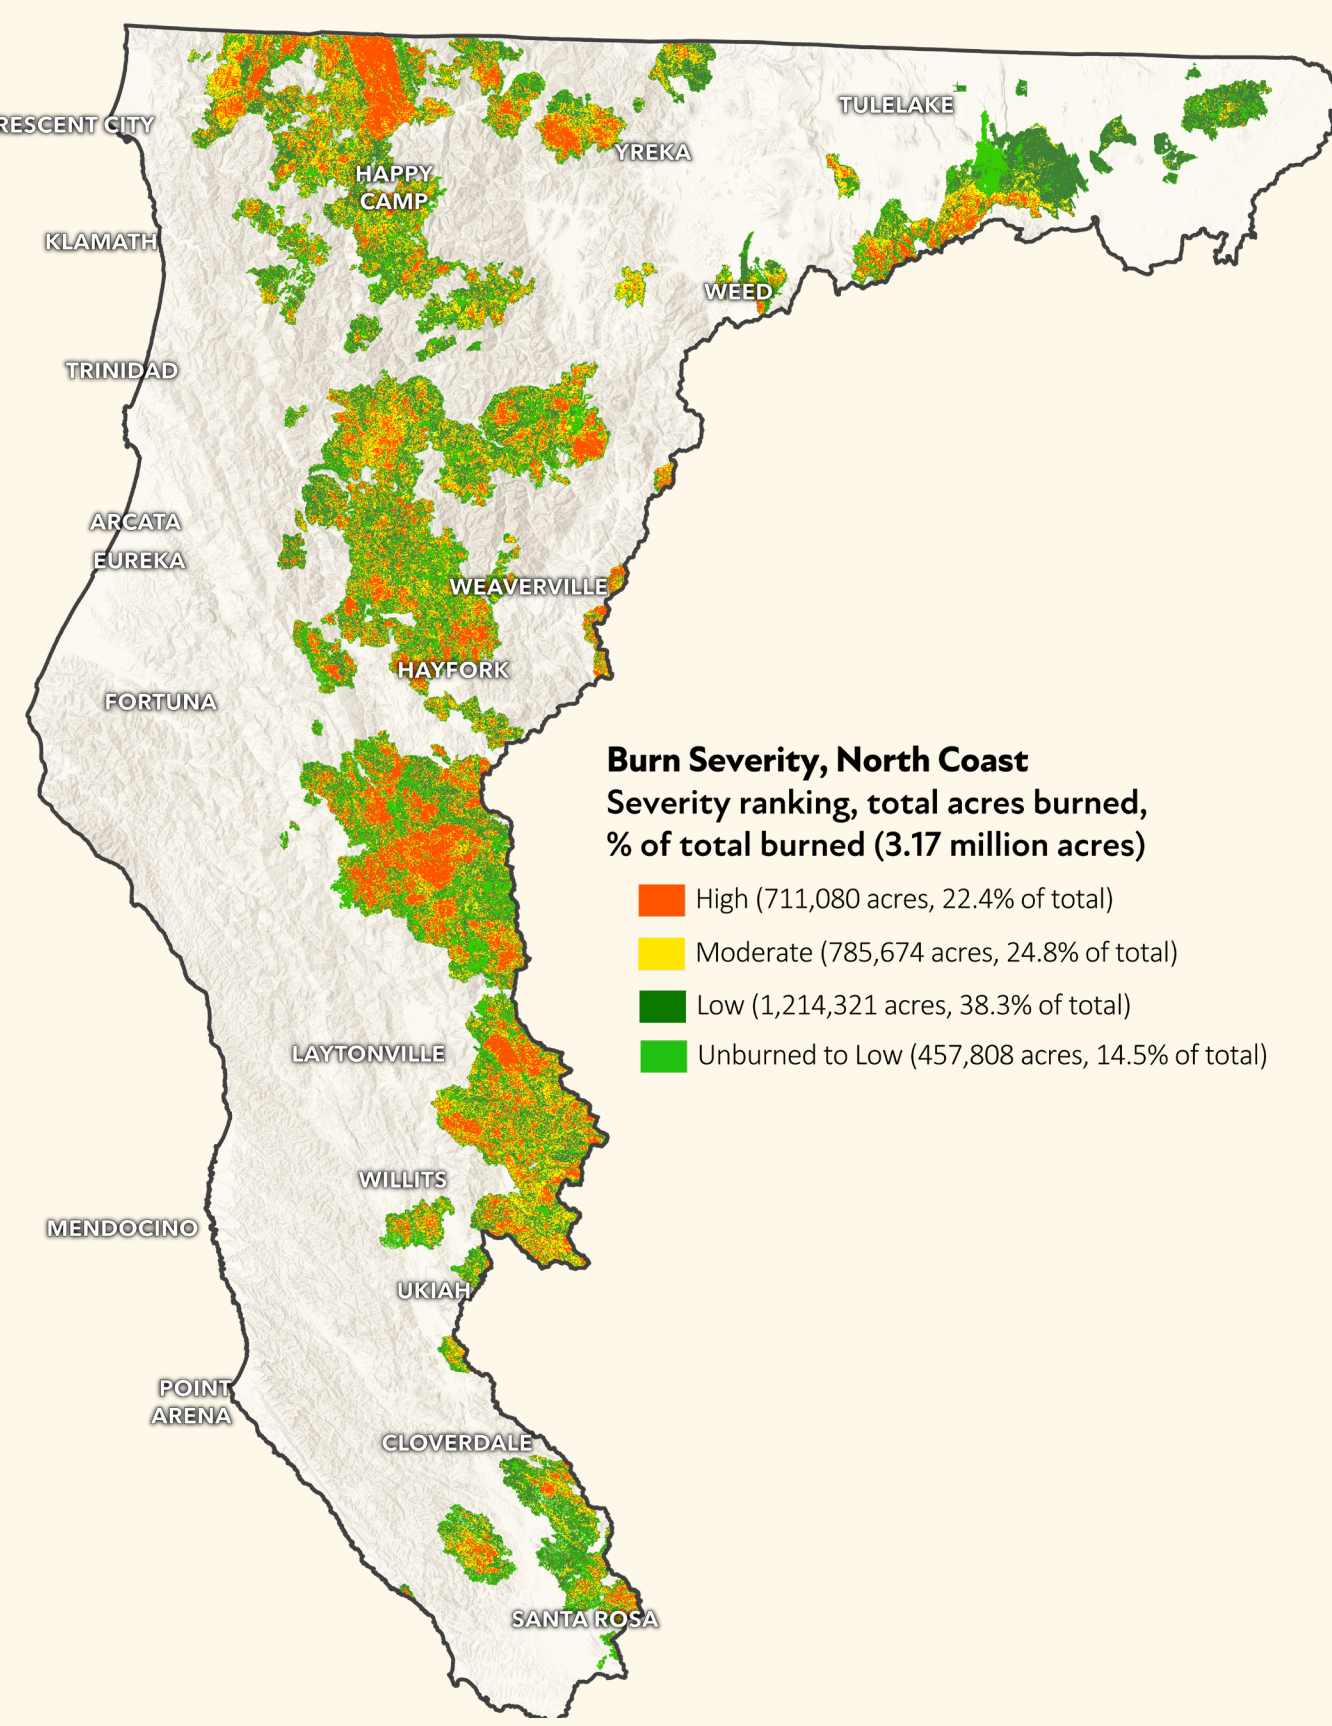 TULELAKE
RESCENT CITY
YREKA
HAPPY
CAMP
KLAMATH
WEED
TRINIDAD
ARCATA
EUREKA
WEAVERVILLE
HAYFORK
FORTUNA
Burn Severity, North Coast
Severity ranking, total acres burned,
% of total burned (3.17 million acres)
High (711,080 acres, 22.4% of total)
Moderate (785,674 acres, 24.8% of total)
Low (1,214,321 acres, 38.3% of total)
Unburned to Low (457,808 acres, 14.5% of total)
LAYTONVILLE
WILLITS
MENDOCINO
UKIAH
POINT
ARENA
CLOVERDALE
SANTA ROSA